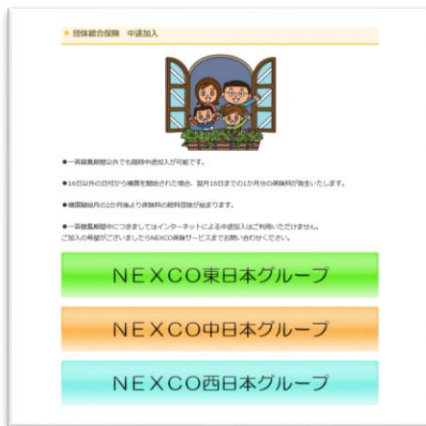 団体総合保険 中途加入
●一斉募集期間以外でも随時中途加入が可能です。
●16日以外の日付から補償を開始された場合、翌月16日までの1か月分の保険料が発生いたします。
●補償開始月の2か月後より保険料の給料控除が始まります。
●一斉募集期間中につきましてはインターネットによる中途加入はご利用いただけません。
ご加入の希望がございましたらNEXCO保険サービスまでお問い合わせください。
NEXCO東日本グループ
NEXCO中日本グループ
NEXCO西日本グループ